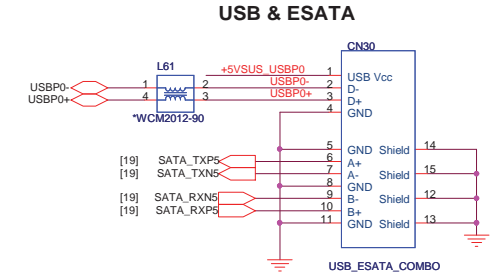 USB & ESATA
CN30
L61
+5VSUS_USBP0 1 USB Vcc
USBP0- 1 2 USBP0- 2 D-
USBP0+ 4 3 USBP0+ 3 D+
4 GND
*WCM2012-90
5 GND Shield 14
[19] SATA_TXP5 6 A+
[19] SATA_TXN5 7 A- Shield 15
8 GND
[19] SATA_RXN5 9 B- Shield 12
[19] SATA_RXP5 10 B+
11 GND Shield 13
USB_ESATA_COMBO